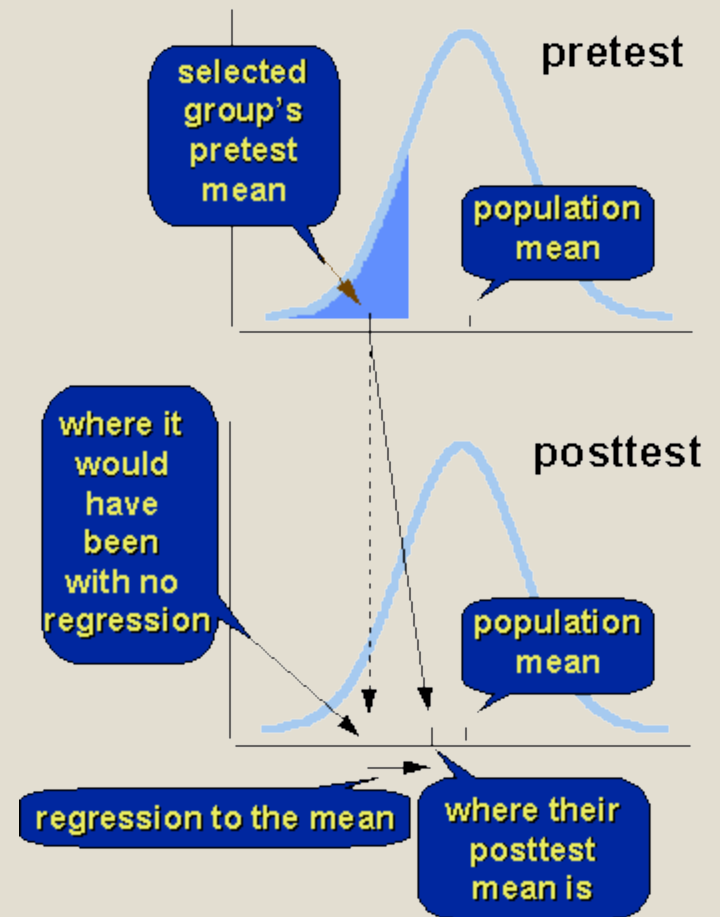 pretest
selected
group's
pretest
mean
population
mean
where it
would
have
been
with no
regression
posttest
population
mean
regression to the mean
where their
posttest
mean is